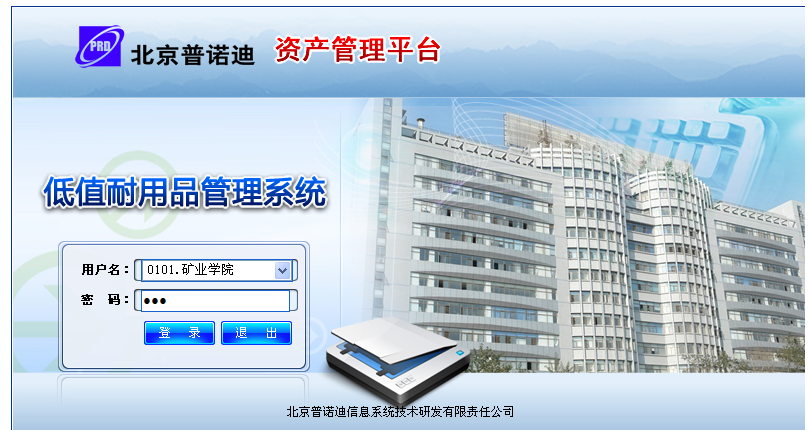 PRD
北京普诺迪 资产管理平台
低值耐用品管理系统
用户名： 0101.矿业学院
密 码： ●●●
登 录 退 出
北京普诺迪信息系统技术研发有限责任公司